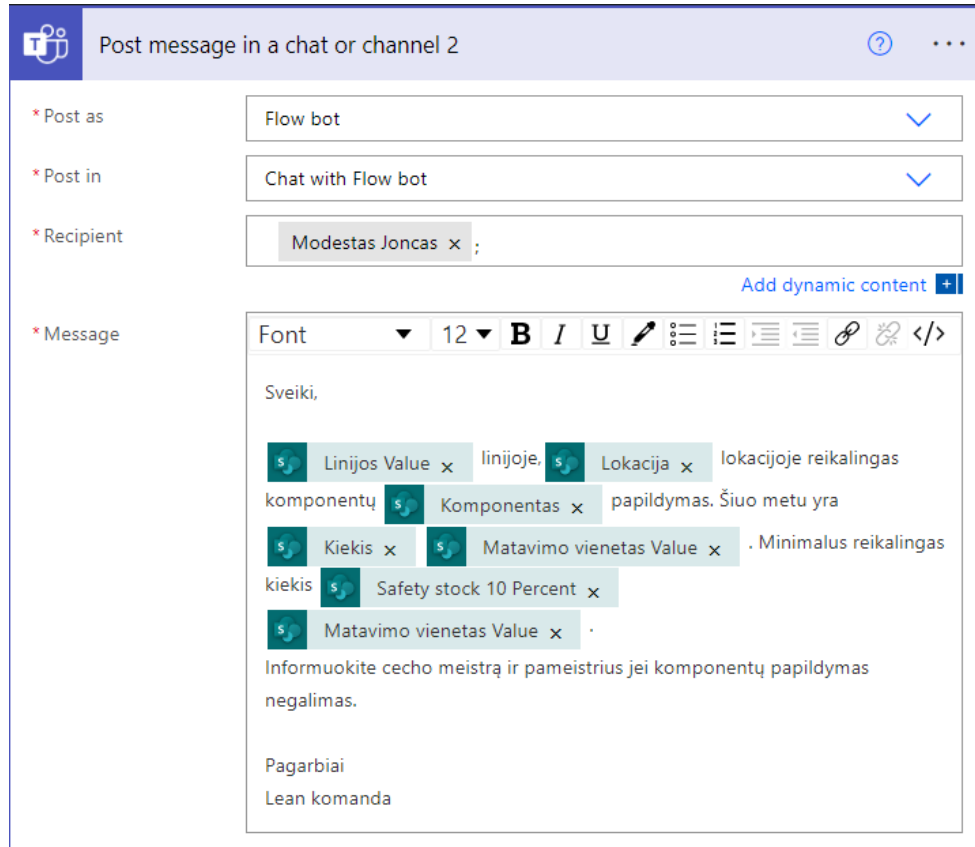 Post message in a chat or channel 2
* Post as
Flow bot
* Post in
Chat with Flow bot
* Recipient
Modestas Joncas × ;
Add dynamic content +
* Message
Font 12 B I U </>
Sveiki,
Linijos Value × linijoje, Lokacija × lokacijoje reikalingas
komponentų Komponentas × papildymas. Šiuo metu yra
Kiekis × Matavimo vienetas Value × . Minimalus reikalingas
kiekis Safety stock 10 Percent ×
Matavimo vienetas Value × .
Informuokite cecho meistrą ir pameistrius jei komponentų papildymas
negalimas.
Pagarbiai
Lean komanda